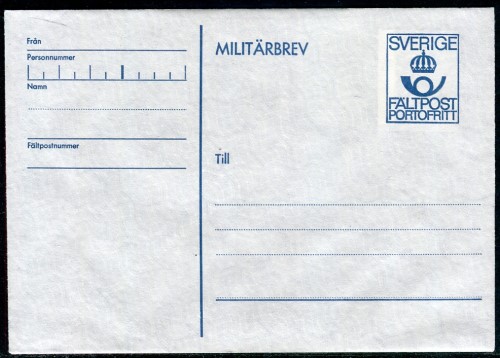 Från
Personnummer
Namn
Fältpostnummer
MILITÄRBREV
SVERIGE
FÄLTPOST
PORTOFRITT
Till